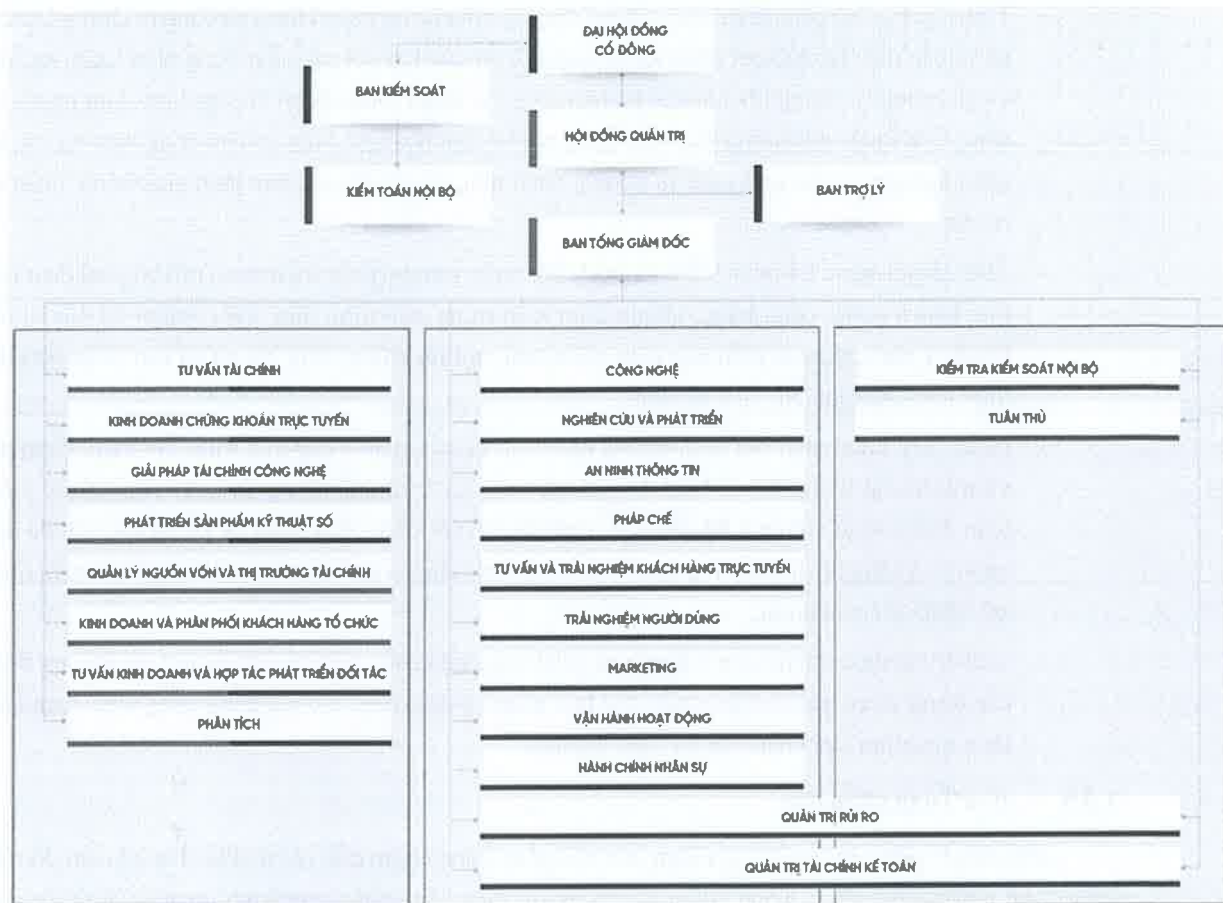 ĐẠI HỘI ĐỒNG
CỔ ĐÔNG
BAN KIỂM SOÁT
HỘI ĐỒNG QUẢN TRỊ
KIỂM TOÁN NỘI BỘ
BAN TRỢ LÝ
BAN TỔNG GIÁM ĐỐC
TƯ VẤN TÀI CHÍNH
KINH DOANH CHỨNG KHOÁN TRỰC TUYẾN
GIẢI PHÁP TÀI CHÍNH CÔNG NGHỆ
PHÁT TRIỂN SẢN PHẨM KỸ THUẬT SỐ
QUẢN LÝ NGUỒN VỐN VÀ THỊ TRƯỜNG TÀI CHÍNH
KINH DOANH VÀ PHÂN PHỐI KHÁCH HÀNG TỔ CHỨC
TƯ VẤN KINH DOANH VÀ HỢP TÁC PHÁT TRIỂN ĐỐI TÁC
PHÂN TÍCH
CÔNG NGHỆ
NGHIÊN CỨU VÀ PHÁT TRIỂN
AN NINH THÔNG TIN
PHÁP CHẾ
TƯ VẤN VÀ TRẢI NGHIỆM KHÁCH HÀNG TRỰC TUYẾN
TRẢI NGHIỆM NGƯỜI DÙNG
MARKETING
VẬN HÀNH HOẠT ĐỘNG
HÀNH CHÍNH NHÂN SỰ
KIỂM TRA KIỂM SOÁT NỘI BỘ
TUÂN THỦ
QUẢN TRỊ RỦI RO
QUẢN TRỊ TÀI CHÍNH KẾ TOÁN